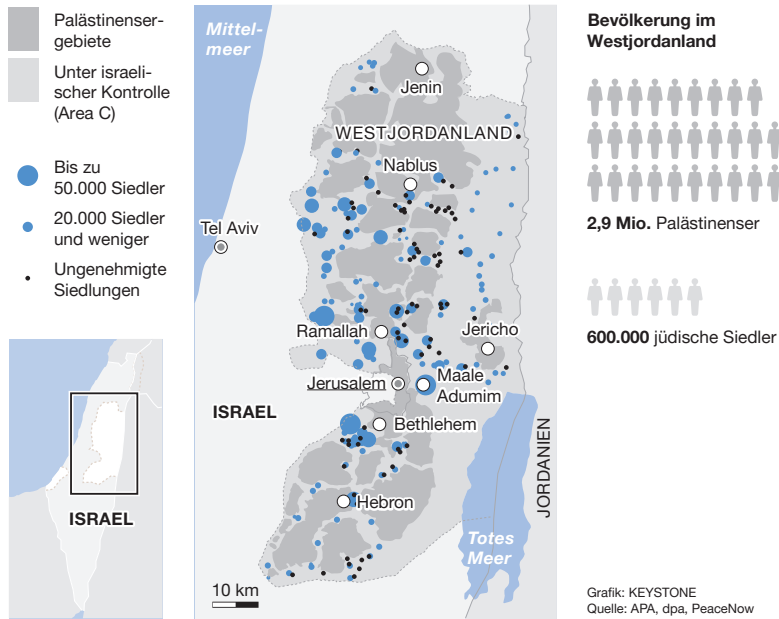 Palästinenser-
gebiete
Unter israeli-
scher Kontrolle
(Area C)
Bis zu
50.000 Siedler
20.000 Siedler
und weniger
Ungenehmigte
Siedlungen
ISRAEL
Mittel-
meer
Jenin
WESTJORDANLAND
Nablus
Tel Aviv
Ramallah
Jericho
Jerusalem
Maale
Adumim
ISRAEL
Bethlehem
JORDANIEN
Hebron
Totes
Meer
10 km
Bevölkerung im
Westjordanland
2,9 Mio. Palästinenser
600.000 jüdische Siedler
Grafik: KEYSTONE
Quelle: APA, dpa, PeaceNow